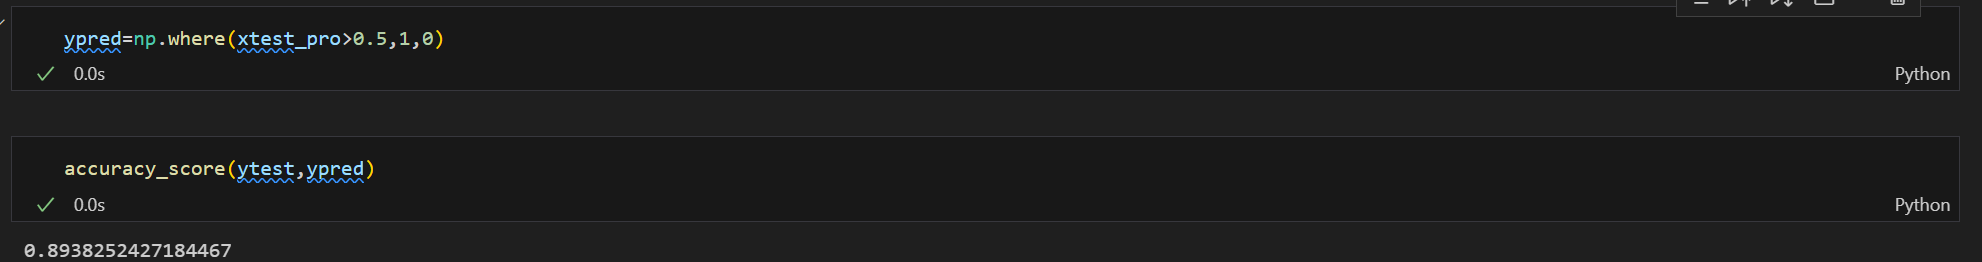 ypred=np.where(xtest_pro>0.5,1,0)
0.0s
Python
accuracy_score(ytest,ypred)
0.0s
Python
0.8938252427184467